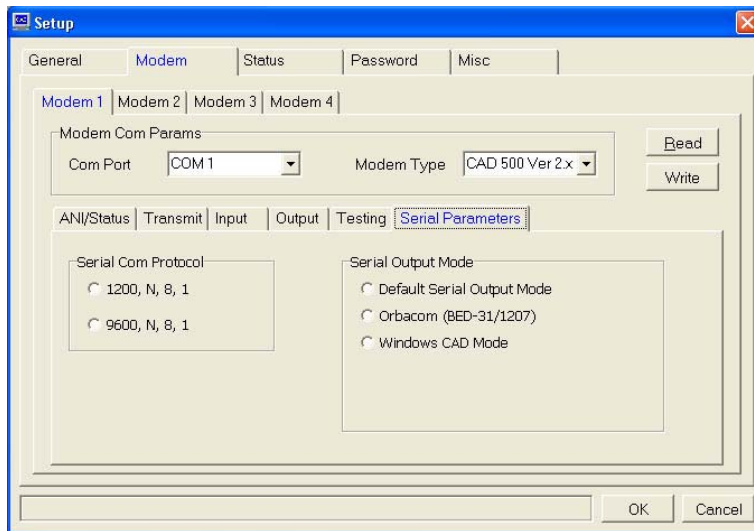 Setup
General Modem Status Password Misc
Modem 1 Modem 2 Modem 3 Modem 4
Modem Com Params
Com Port COM 1 Modem Type CAD 500 Ver 2.x
Read
Write
ANI/Status Transmit Input Output Testing Serial Parameters
Serial Com Protocol
1200, N, 8, 1
9600, N, 8, 1
Serial Output Mode
Default Serial Output Mode
Orbacom (BED-31/1207)
Windows CAD Mode
OK Cancel